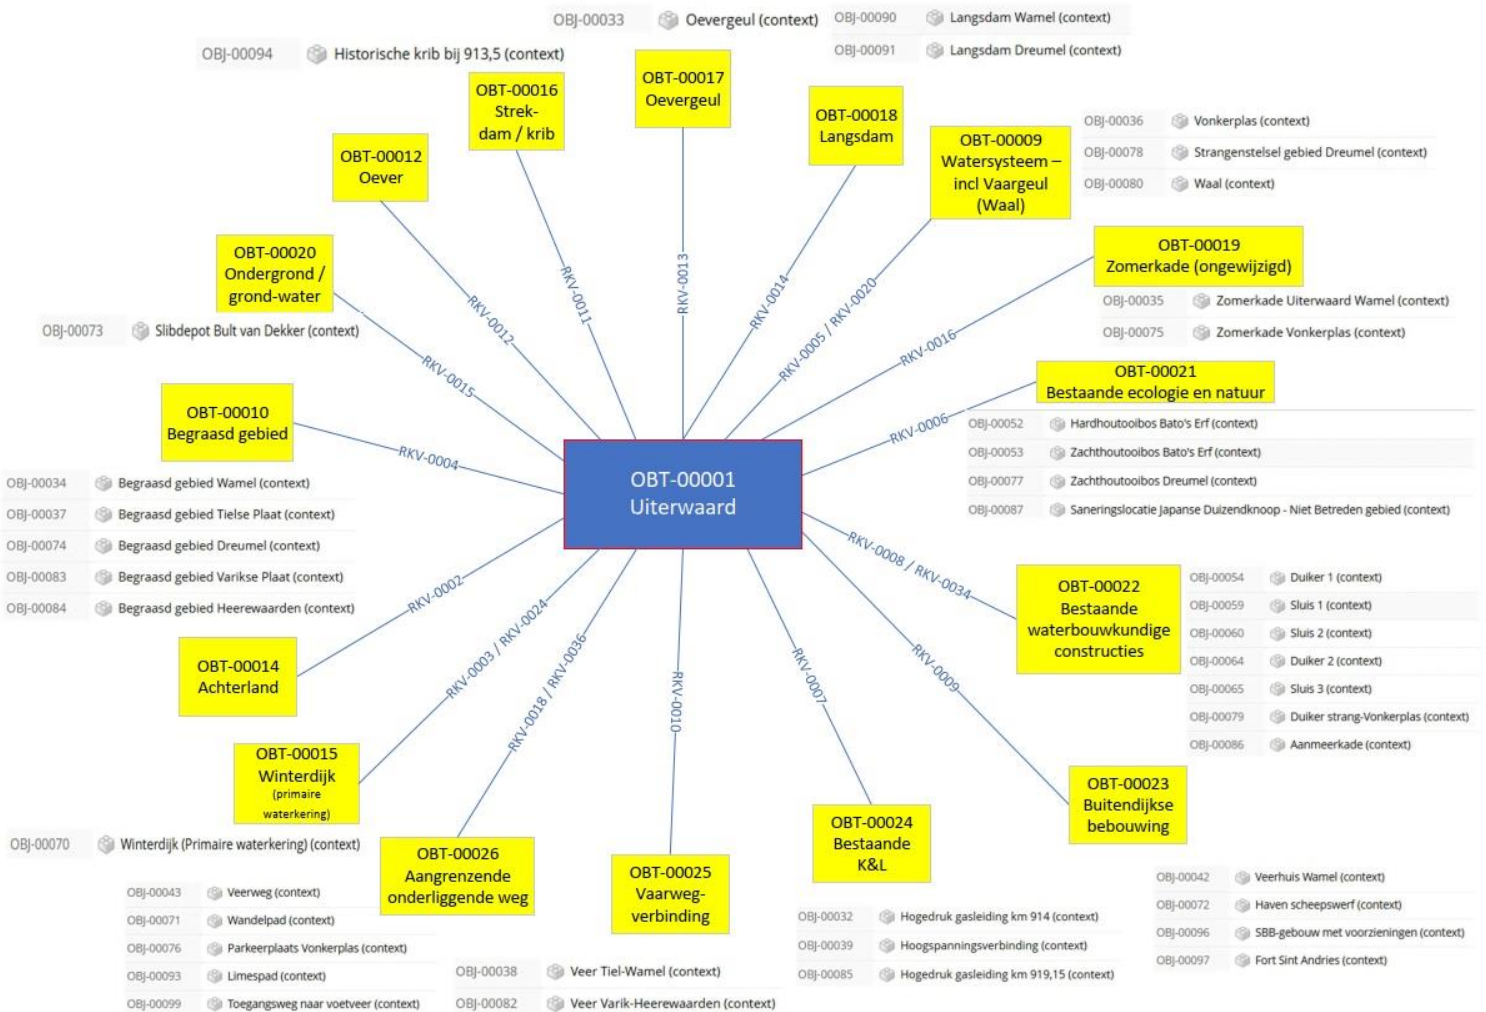 OBJ-00033 Oevergeul (context)
OBJ-00090 Langsdam Wamel (context)
OBJ-00091 Langsdam Dreumel (context)
OBJ-00094 Historische krib bij 913,5 (context)
OBT-00016
Strek-
dam / krib
OBT-00017
Oevergeul
OBT-00018
Langsdam
OBT-00009
Watersysteem –
incl Vaargeul
(Waal)
OBJ-00036 Vonkerplas (context)
OBJ-00078 Strangenstelsel gebied Dreumel (context)
OBJ-00080 Waal (context)
OBT-00012
Oever
OBT-00020
Ondergrond /
grond-water
OBJ-00073 Slibdepot Bult van Dekker (context)
OBT-00019
Zomerkade (ongewijzigd)
OBJ-00035 Zomerkade Uiterwaard Wamel (context)
OBJ-00075 Zomerkade Vonkerplas (context)
RKV-0015
RKV-0012
RKV-0011
RKV-0013
RKV-0014
RKV-0005 / RKV-0020
RKV-0016
RKV-0006
OBT-00021
Bestaande ecologie en natuur
OBJ-00052 Hardhoutooibos Bato's Erf (context)
OBJ-00053 Zachthoutooibos Bato's Erf (context)
OBJ-00077 Zachthoutooibos Dreumel (context)
OBJ-00087 Saneringslocatie Japanse Duizendknoop - Niet Betreden gebied (context)
OBT-00010
Begraasd gebied
RKV-0004
OBJ-00034 Begraasd gebied Wamel (context)
OBJ-00037 Begraasd gebied Tielse Plaat (context)
OBJ-00074 Begraasd gebied Dreumel (context)
OBJ-00083 Begraasd gebied Varikse Plaat (context)
OBJ-00084 Begraasd gebied Heerewaarden (context)
OBT-00001
Uiterwaard
RKV-0002
RKV-0003 / RKV-0024
RKV-0018 / RKV-0036
RKV-0010
RKV-0007
RKV-0009
RKV-0008 / RKV-0034
OBT-00022
Bestaande
waterbouwkundige
constructies
OBJ-00054 Duiker 1 (context)
OBJ-00059 Sluis 1 (context)
OBJ-00060 Sluis 2 (context)
OBJ-00064 Duiker 2 (context)
OBJ-00065 Sluis 3 (context)
OBJ-00079 Duiker strang-Vonkerplas (context)
OBJ-00086 Aanmeerkade (context)
OBT-00014
Achterland
OBT-00015
Winterdijk
(primaire
waterkering)
OBJ-00070 Winterdijk (Primaire waterkering) (context)
OBT-00026
Aangrenzende
onderliggende weg
OBJ-00043 Veerweg (context)
OBJ-00071 Wandelpad (context)
OBJ-00076 Parkeerplaats Vonkerplas (context)
OBJ-00093 Limespad (context)
OBJ-00099 Toegangsweg naar voetveer (context)
OBT-00025
Vaarweg-
verbinding
OBJ-00038 Veer Tiel-Wamel (context)
OBJ-00082 Veer Varik-Heerewaarden (context)
OBT-00024
Bestaande
K&L
OBJ-00032 Hogedruk gasleiding km 914 (context)
OBJ-00039 Hoogspanningsverbinding (context)
OBJ-00085 Hogedruk gasleiding km 919,15 (context)
OBT-00023
Buitendijkse
bebouwing
OBJ-00042 Veerhuis Wamel (context)
OBJ-00072 Haven scheepswerf (context)
OBJ-00096 SBB-gebouw met voorzieningen (context)
OBJ-00097 Fort Sint Andries (context)